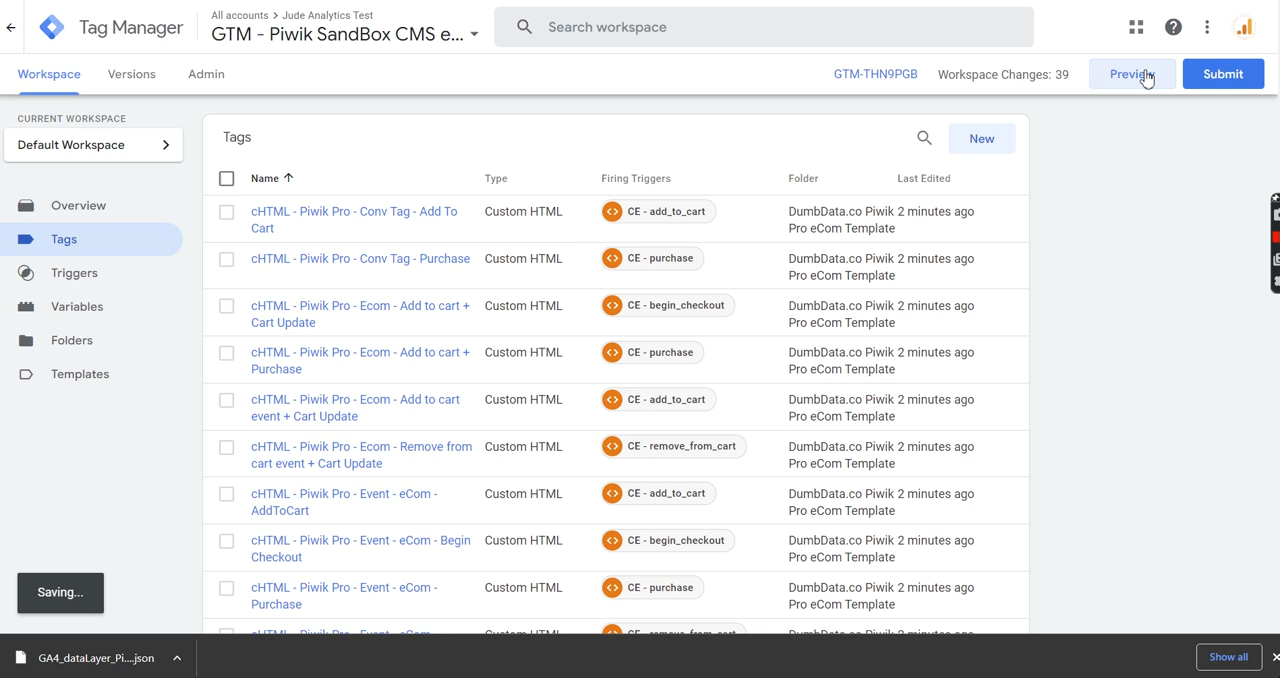 All accounts > Jude Analytics Test
Tag Manager
GTM - Piwik SandBox CMS e...
Search workspace
Workspace
Versions
Admin
GTM-THN9PGB
Workspace Changes: 39
Preview
Submit
CURRENT WORKSPACE
Default Workspace
Overview
Tags
Triggers
Variables
Folders
Templates
Tags
New
Name
Type
Firing Triggers
Folder
Last Edited
cHTML - Piwik Pro - Conv Tag - Add To
Cart
Custom HTML
CE - add_to_cart
DumbData.co Piwik
Pro eCom Template
2 minutes ago
cHTML - Piwik Pro - Conv Tag - Purchase
Custom HTML
CE - purchase
DumbData.co Piwik
Pro eCom Template
2 minutes ago
cHTML - Piwik Pro - Ecom - Add to cart +
Cart Update
Custom HTML
CE - begin_checkout
DumbData.co Piwik
Pro eCom Template
2 minutes ago
cHTML - Piwik Pro - Ecom - Add to cart +
Purchase
Custom HTML
CE - purchase
DumbData.co Piwik
Pro eCom Template
2 minutes ago
cHTML - Piwik Pro - Ecom - Add to cart
event + Cart Update
Custom HTML
CE - add_to_cart
DumbData.co Piwik
Pro eCom Template
2 minutes ago
cHTML - Piwik Pro - Ecom - Remove from
cart event + Cart Update
Custom HTML
CE - remove_from_cart
DumbData.co Piwik
Pro eCom Template
2 minutes ago
cHTML - Piwik Pro - Event - eCom -
AddToCart
Custom HTML
CE - add_to_cart
DumbData.co Piwik
Pro eCom Template
2 minutes ago
cHTML - Piwik Pro - Event - eCom - Begin
Checkout
Custom HTML
CE - begin_checkout
DumbData.co Piwik
Pro eCom Template
2 minutes ago
cHTML - Piwik Pro - Event - eCom -
Purchase
Custom HTML
CE - purchase
DumbData.co Piwik
Pro eCom Template
2 minutes ago
Saving...
GA4_dataLayer_Pi....json
Show all